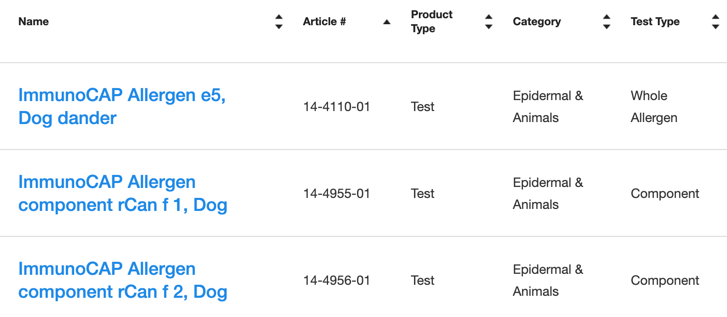 Name
Article #
Product
Type
Category
Test Type
ImmunoCAP Allergen e5,
Dog dander
14-4110-01
Test
Epidermal &
Animals
Whole
Allergen
ImmunoCAP Allergen
component rCan f 1, Dog
14-4955-01
Test
Epidermal &
Animals
Component
ImmunoCAP Allergen
component rCan f 2, Dog
14-4956-01
Test
Epidermal &
Animals
Component